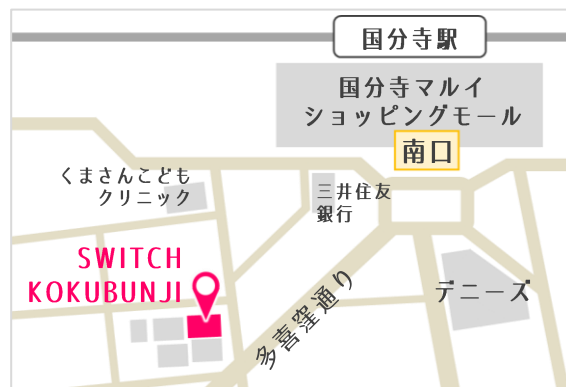 国分寺駅
国分寺マルイ
ショッピングモール
南口
くまさんこども
クリニック
三井住友
銀行
SWITCH
KOKUBUNJI
多喜窪通り
デニーズ